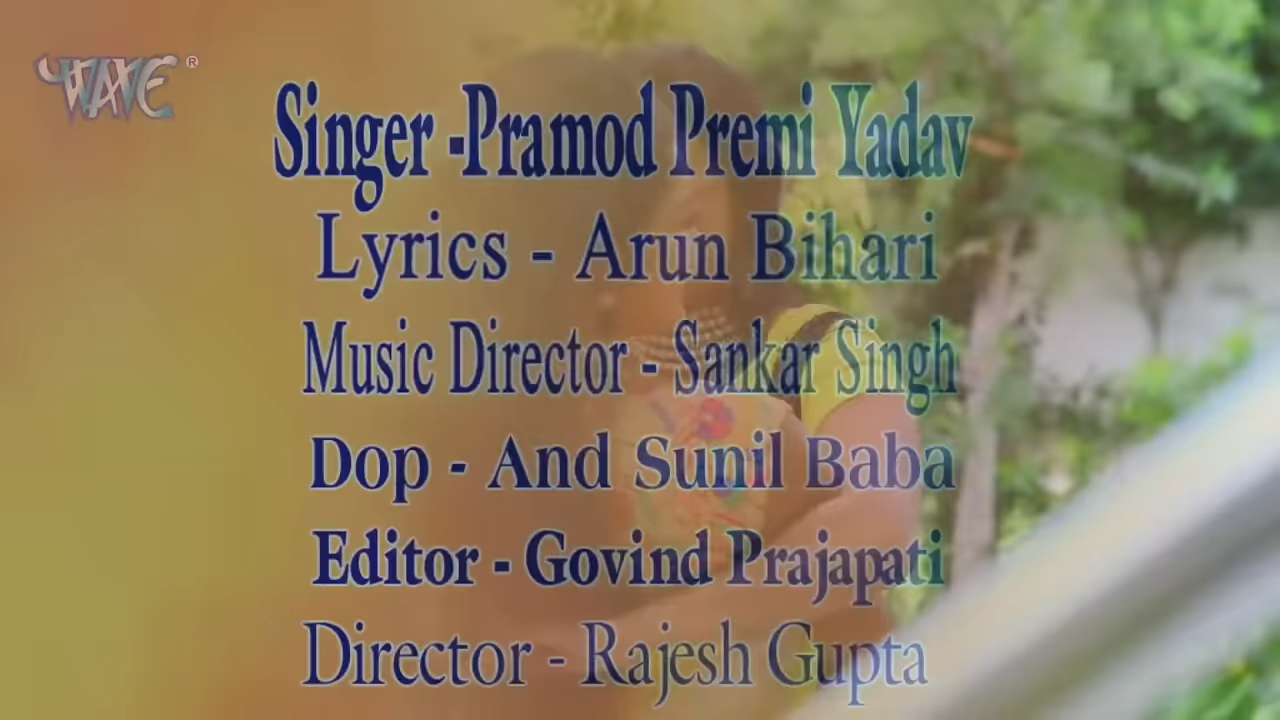 WAVE®
Singer -Pramod Premi Yadav
Lyrics - Arun Bihari
Music Director - Sankar Singh
Dop - And Sunil Baba
Editor - Govind Prajapati
Director - Rajesh Gupta